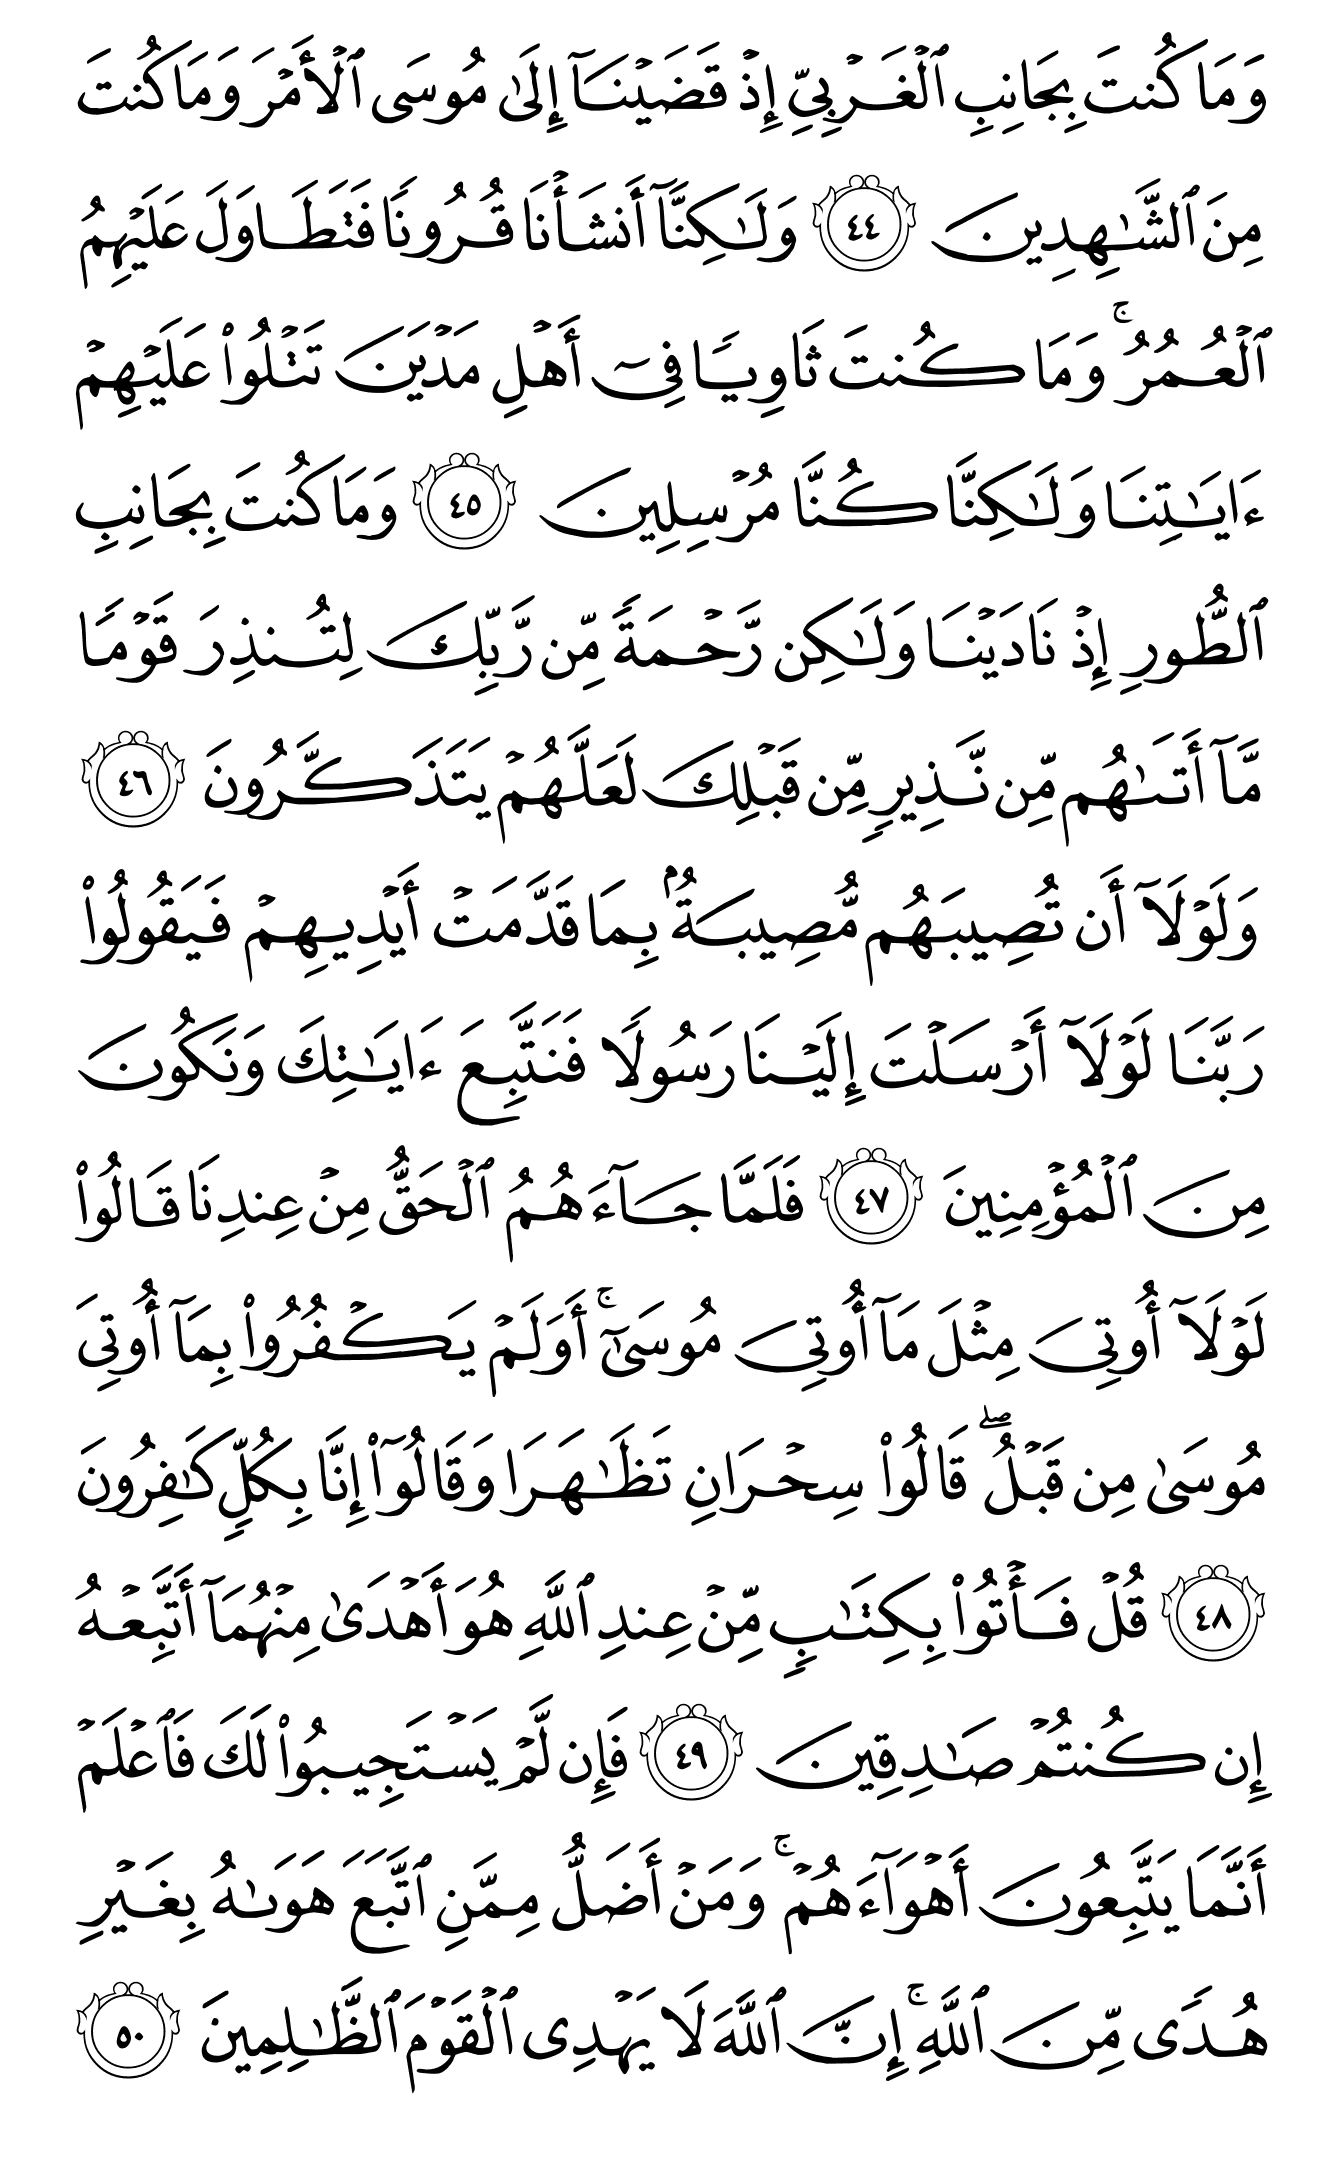 وَمَا كُنتَ بِجَانِبِ ٱلْغَرْبِيِّ إِذْ قَضَيْنَآ إِلَىٰ مُوسَى ٱلْأَمْرَ وَمَا كُنتَ
مِنَ ٱلشَّـٰهِدِينَ ٤٤ وَلَـٰكِنَّآ أَنشَأْنَا قُرُونًا فَتَطَاوَلَ عَلَيْهِمُ
ٱلْعُمُرُ ۚ وَمَا كُنتَ ثَاوِيًا فِىٓ أَهْلِ مَدْيَنَ تَتْلُوا۟ عَلَيْهِمْ
ءَايَـٰتِنَا وَلَـٰكِنَّا كُنَّا مُرْسِلِينَ ٤٥ وَمَا كُنتَ بِجَانِبِ
ٱلطُّورِ إِذْ نَادَيْنَا وَلَـٰكِن رَّحْمَةً مِّن رَّبِّكَ لِتُنذِرَ قَوْمًا
مَّآ أَتَىٰهُم مِّن نَّذِيرٍ مِّن قَبْلِكَ لَعَلَّهُمْ يَتَذَكَّرُونَ ٤٦
وَلَوْلَآ أَن تُصِيبَهُم مُّصِيبَةٌۢ بِمَا قَدَّمَتْ أَيْدِيهِمْ فَيَقُولُوا۟
رَبَّنَا لَوْلَآ أَرْسَلْتَ إِلَيْنَا رَسُولًا فَنَتَّبِعَ ءَايَـٰتِكَ وَنَكُونَ
مِنَ ٱلْمُؤْمِنِينَ ٤٧ فَلَمَّا جَآءَهُمُ ٱلْحَقُّ مِنْ عِندِنَا قَالُوا۟
لَوْلَآ أُوتِىَ مِثْلَ مَآ أُوتِىَ مُوسَىٰٓ ۚ أَوَلَمْ يَكْفُرُوا۟ بِمَآ أُوتِىَ
مُوسَىٰ مِن قَبْلُ ۖ قَالُوا۟ سِحْرَانِ تَظَـٰهَرَا وَقَالُوٓا۟ إِنَّا بِكُلٍّ كَـٰفِرُونَ
٤٨ قُلْ فَأْتُوا۟ بِكِتَـٰبٍ مِّنْ عِندِ ٱللَّهِ هُوَ أَهْدَىٰ مِنْهُمَآ أَتَّبِعْهُ
إِن كُنتُمْ صَـٰدِقِينَ ٤٩ فَإِن لَّمْ يَسْتَجِيبُوا۟ لَكَ فَٱعْلَمْ
أَنَّمَا يَتَّبِعُونَ أَهْوَآءَهُمْ ۚ وَمَنْ أَضَلُّ مِمَّنِ ٱتَّبَعَ هَوَىٰهُ بِغَيْرِ
هُدًى مِّنَ ٱللَّهِ ۚ إِنَّ ٱللَّهَ لَا يَهْدِى ٱلْقَوْمَ ٱلظَّـٰلِمِينَ ٥٠